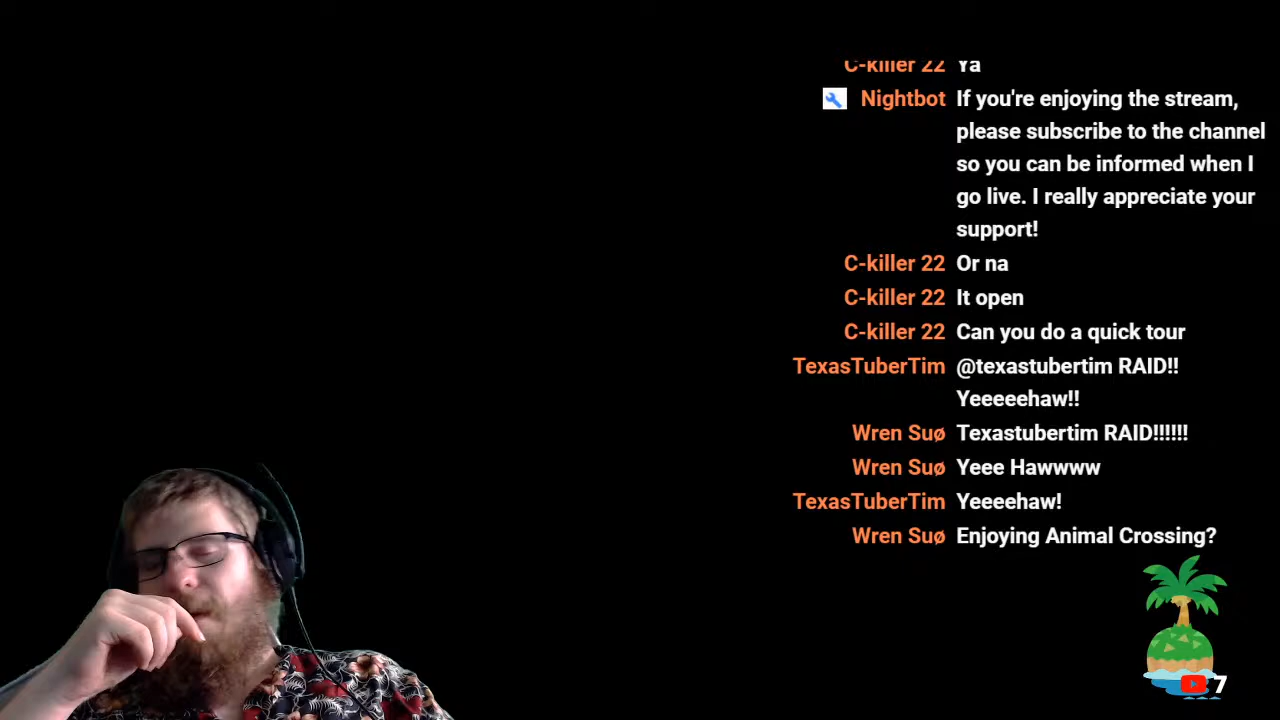 C-killer 22 Ya
Nightbot If you're enjoying the stream,
please subscribe to the channel
so you can be informed when I
go live. I really appreciate your
support!
C-killer 22 Or na
C-killer 22 It open
C-killer 22 Can you do a quick tour
TexasTuberTim @texastubertim RAID!!
Yeeeeehaw!!
Wren Suø Texastubertim RAID!!!!!!
Wren Suø Yeee Hawwww
TexasTuberTim Yeeeehaw!
Wren Suø Enjoying Animal Crossing?
7